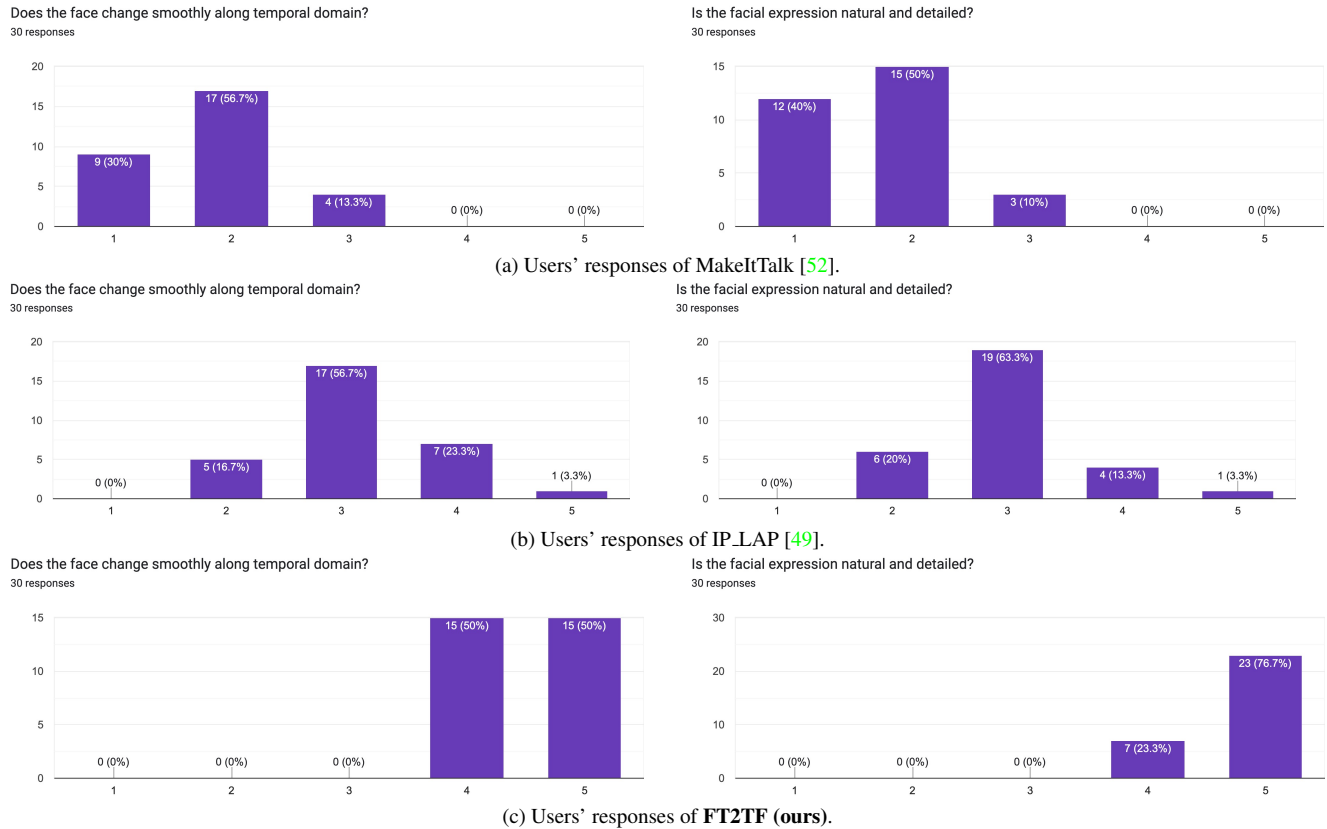 Does the face change smoothly along temporal domain?
30 responses
20
15
10
5
0
9 (30%)
17 (56.7%)
4 (13.3%)
0 (0%)
0 (0%)
1 2 3 4 5
Is the facial expression natural and detailed?
30 responses
15
10
5
0
12 (40%)
15 (50%)
3 (10%)
0 (0%)
0 (0%)
1 2 3 4 5
(a) Users’ responses of MakeItTalk [52].
Does the face change smoothly along temporal domain?
30 responses
20
15
10
5
0
0 (0%)
5 (16.7%)
17 (56.7%)
7 (23.3%)
1 (3.3%)
1 2 3 4 5
Is the facial expression natural and detailed?
30 responses
20
15
10
5
0
0 (0%)
6 (20%)
19 (63.3%)
4 (13.3%)
1 (3.3%)
1 2 3 4 5
(b) Users’ responses of IP_LAP [49].
Does the face change smoothly along temporal domain?
30 responses
15
10
5
0
0 (0%)
0 (0%)
0 (0%)
15 (50%)
15 (50%)
1 2 3 4 5
Is the facial expression natural and detailed?
30 responses
30
20
10
0
0 (0%)
0 (0%)
0 (0%)
7 (23.3%)
23 (76.7%)
1 2 3 4 5
(c) Users’ responses of FT2TF (ours).